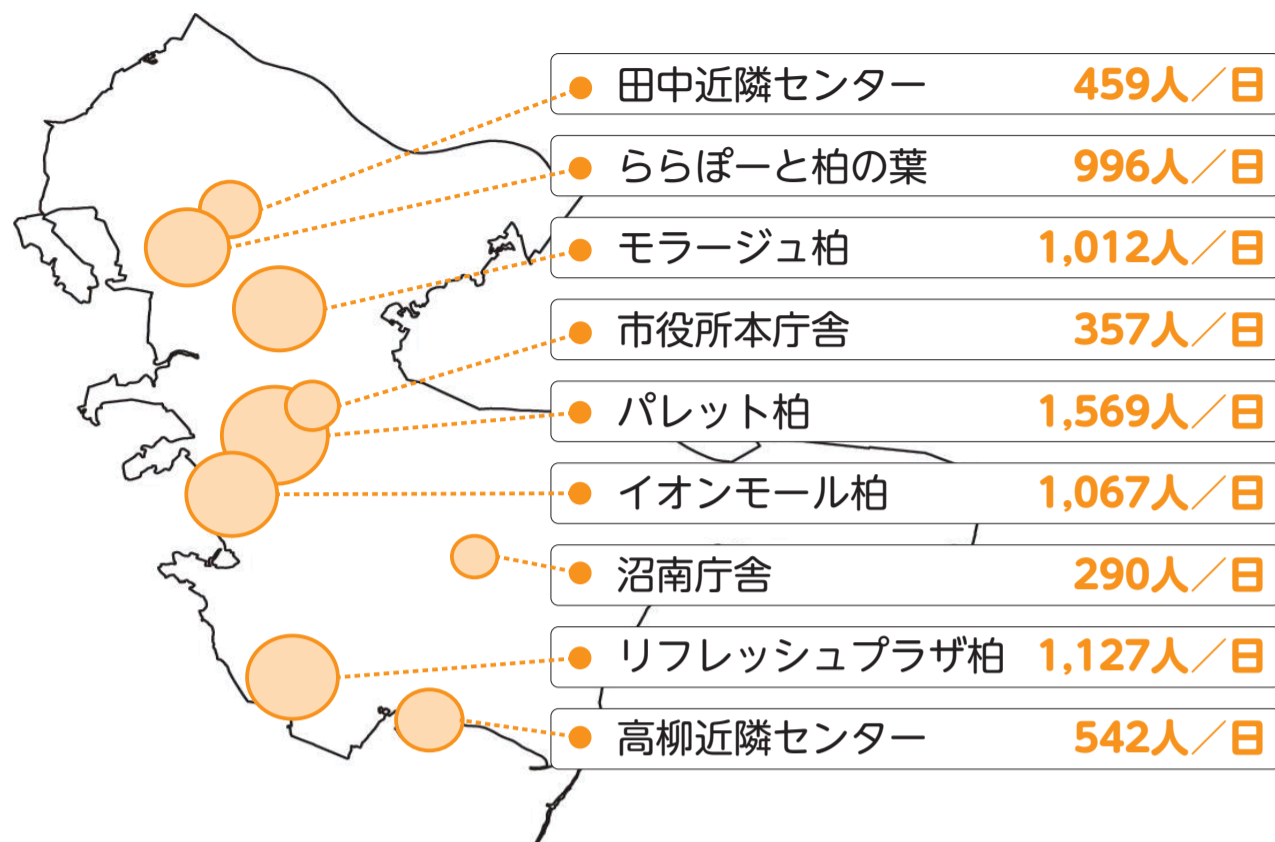 田中近隣センター 459人／日
ららぽーと柏の葉 996人／日
モラージュ柏 1,012人／日
市役所本庁舎 357人／日
パレット柏 1,569人／日
イオンモール柏 1,067人／日
沼南庁舎 290人／日
リフレッシュプラザ柏 1,127人／日
高柳近隣センター 542人／日